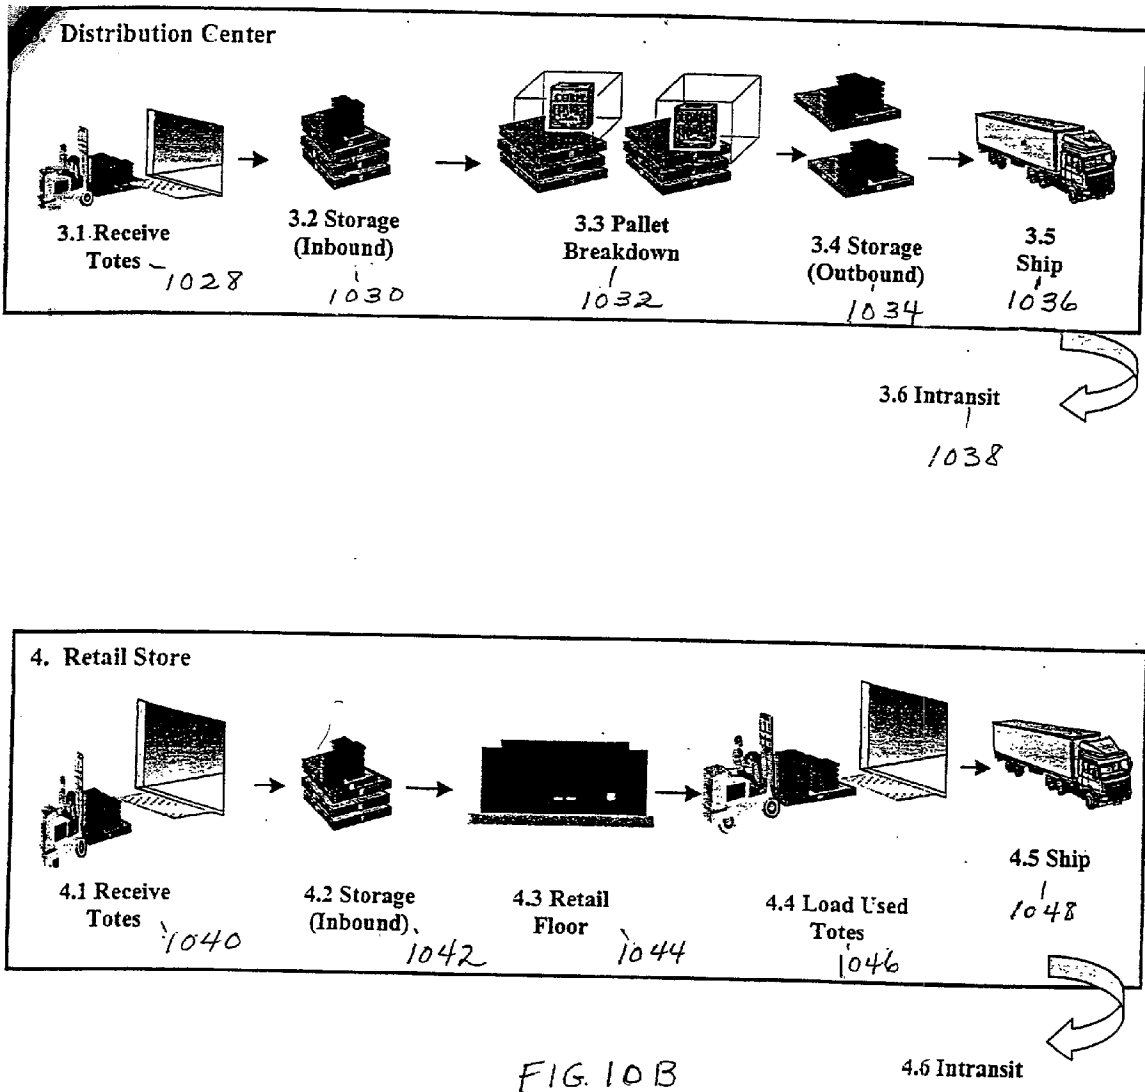 . Distribution Center
3.1 Receive
Totes
1028
3.2 Storage
(Inbound)
1030
3.3 Pallet
Breakdown
1032
3.4 Storage
(Outbound)
1034
3.5
Ship
1036
3.6 Intransit
1038
4. Retail Store
4.1 Receive
Totes
1040
4.2 Storage
(Inbound)
1042
4.3 Retail
Floor
1044
4.4 Load Used
Totes
1046
4.5 Ship
1048
4.6 Intransit
FIG. 10B